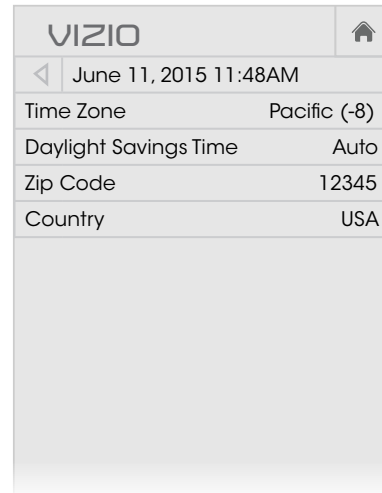 VIZIO
June 11, 2015 11:48AM
Time Zone Pacific (-8)
Daylight Savings Time Auto
Zip Code 12345
Country USA